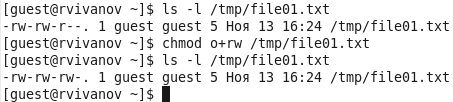 [guest@rvivanov ~]$ ls -l /tmp/file01.txt
-rw-rw-r--. 1 guest guest 5 Ноя 13 16:24 /tmp/file01.txt
[guest@rvivanov ~]$ chmod o+rw /tmp/file01.txt
[guest@rvivanov ~]$ ls -l /tmp/file01.txt
-rw-rw-rw-. 1 guest guest 5 Ноя 13 16:24 /tmp/file01.txt
[guest@rvivanov ~]$